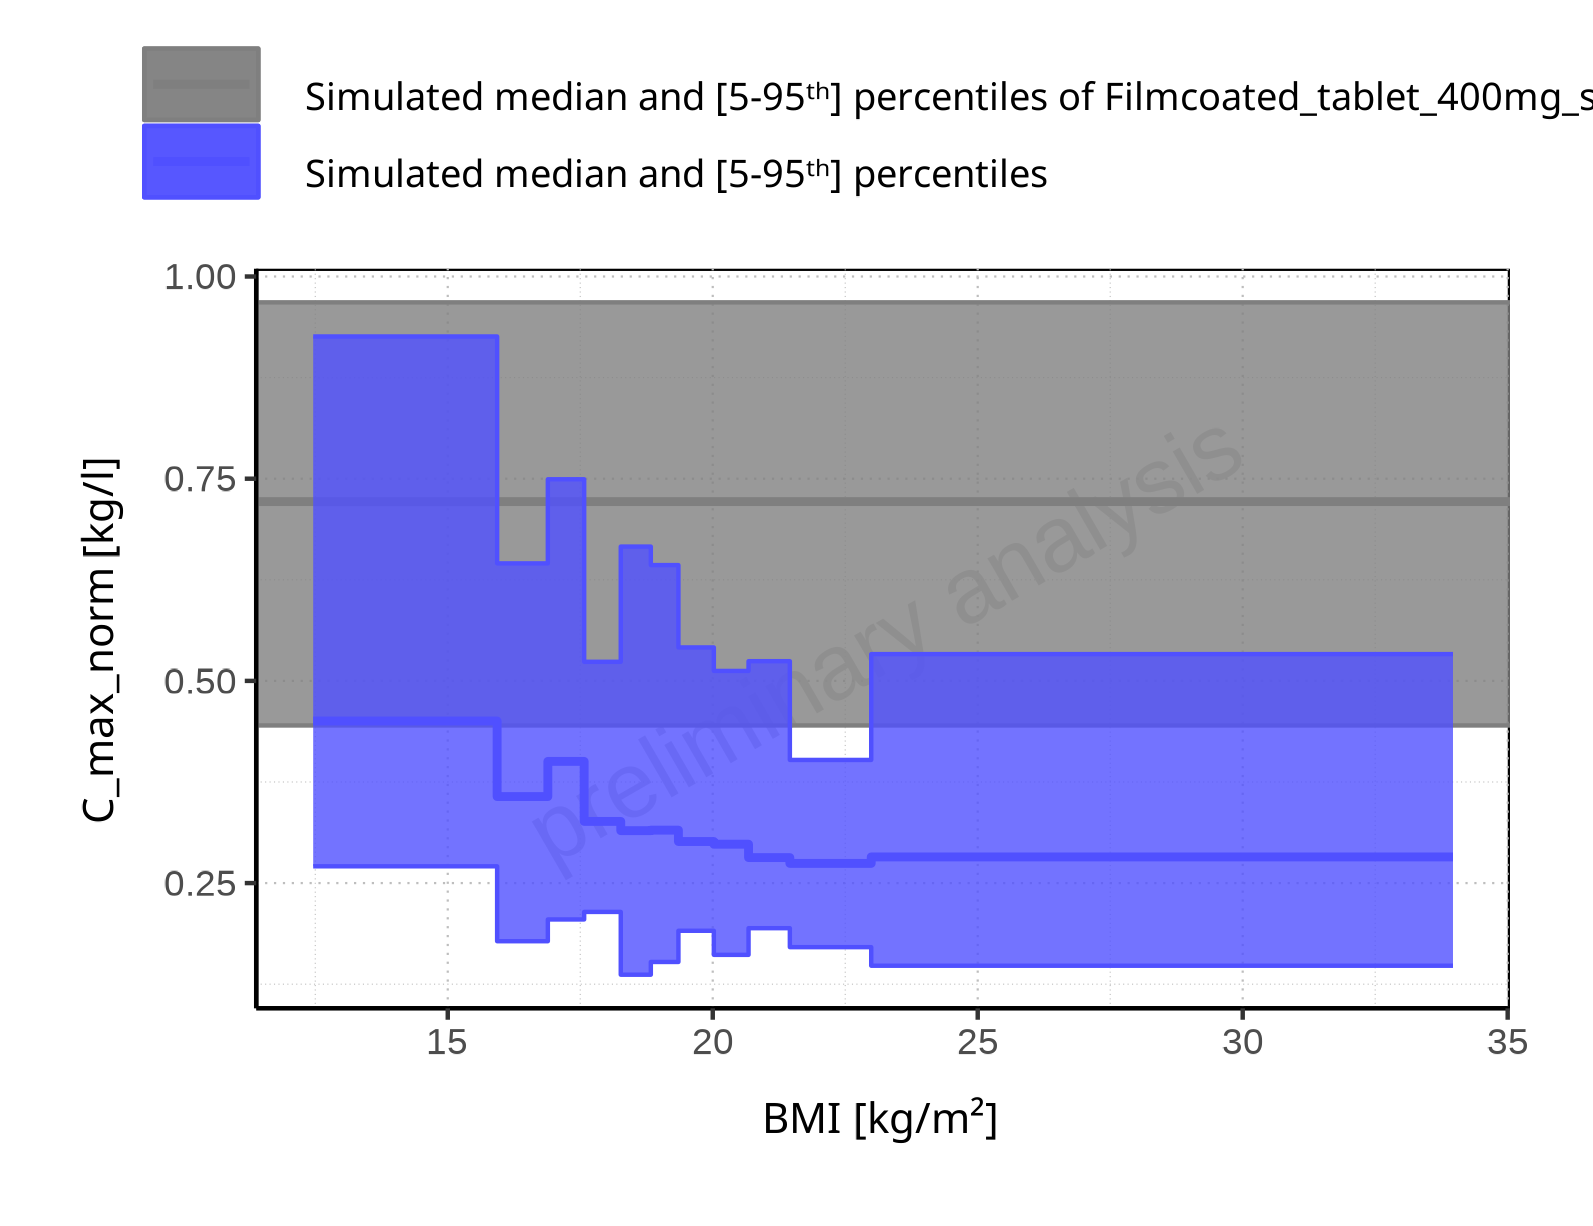 Simulated median and [5-95ᵗʰ] percentiles of Filmcoated_tablet_400mg_s
Simulated median and [5-95ᵗʰ] percentiles
1.00
0.75
0.50
0.25
C_max_norm [kg/l]
preliminary analysis
15 20 25 30 35
BMI [kg/m²]